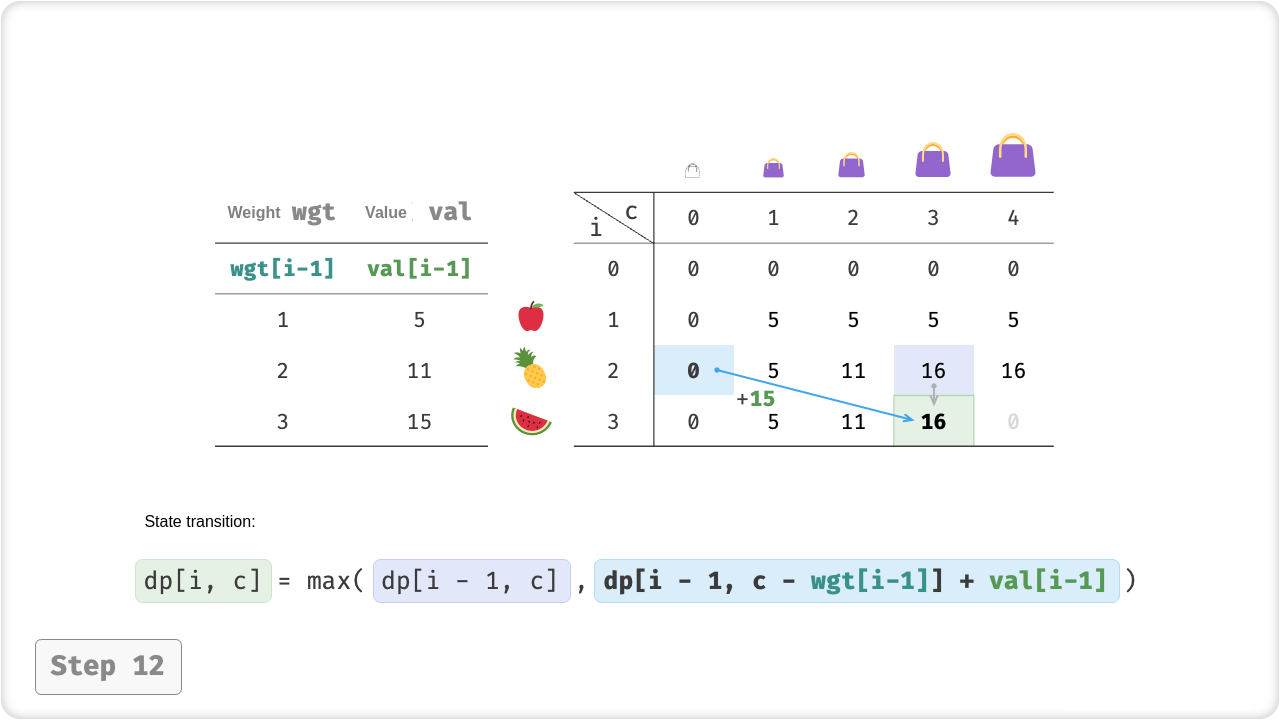 Weight wgt Value val
c
i
0 1 2 3 4
wgt[i-1] val[i-1]
0 0 0 0 0 0
1 5
1 0 5 5 5 5
2 11
2 0 5 11 16 16
+15
3 15
3 0 5 11 16 0
State transition:
dp[i, c] = max( dp[i - 1, c] , dp[i - 1, c - wgt[i-1]] + val[i-1] )
Step 12